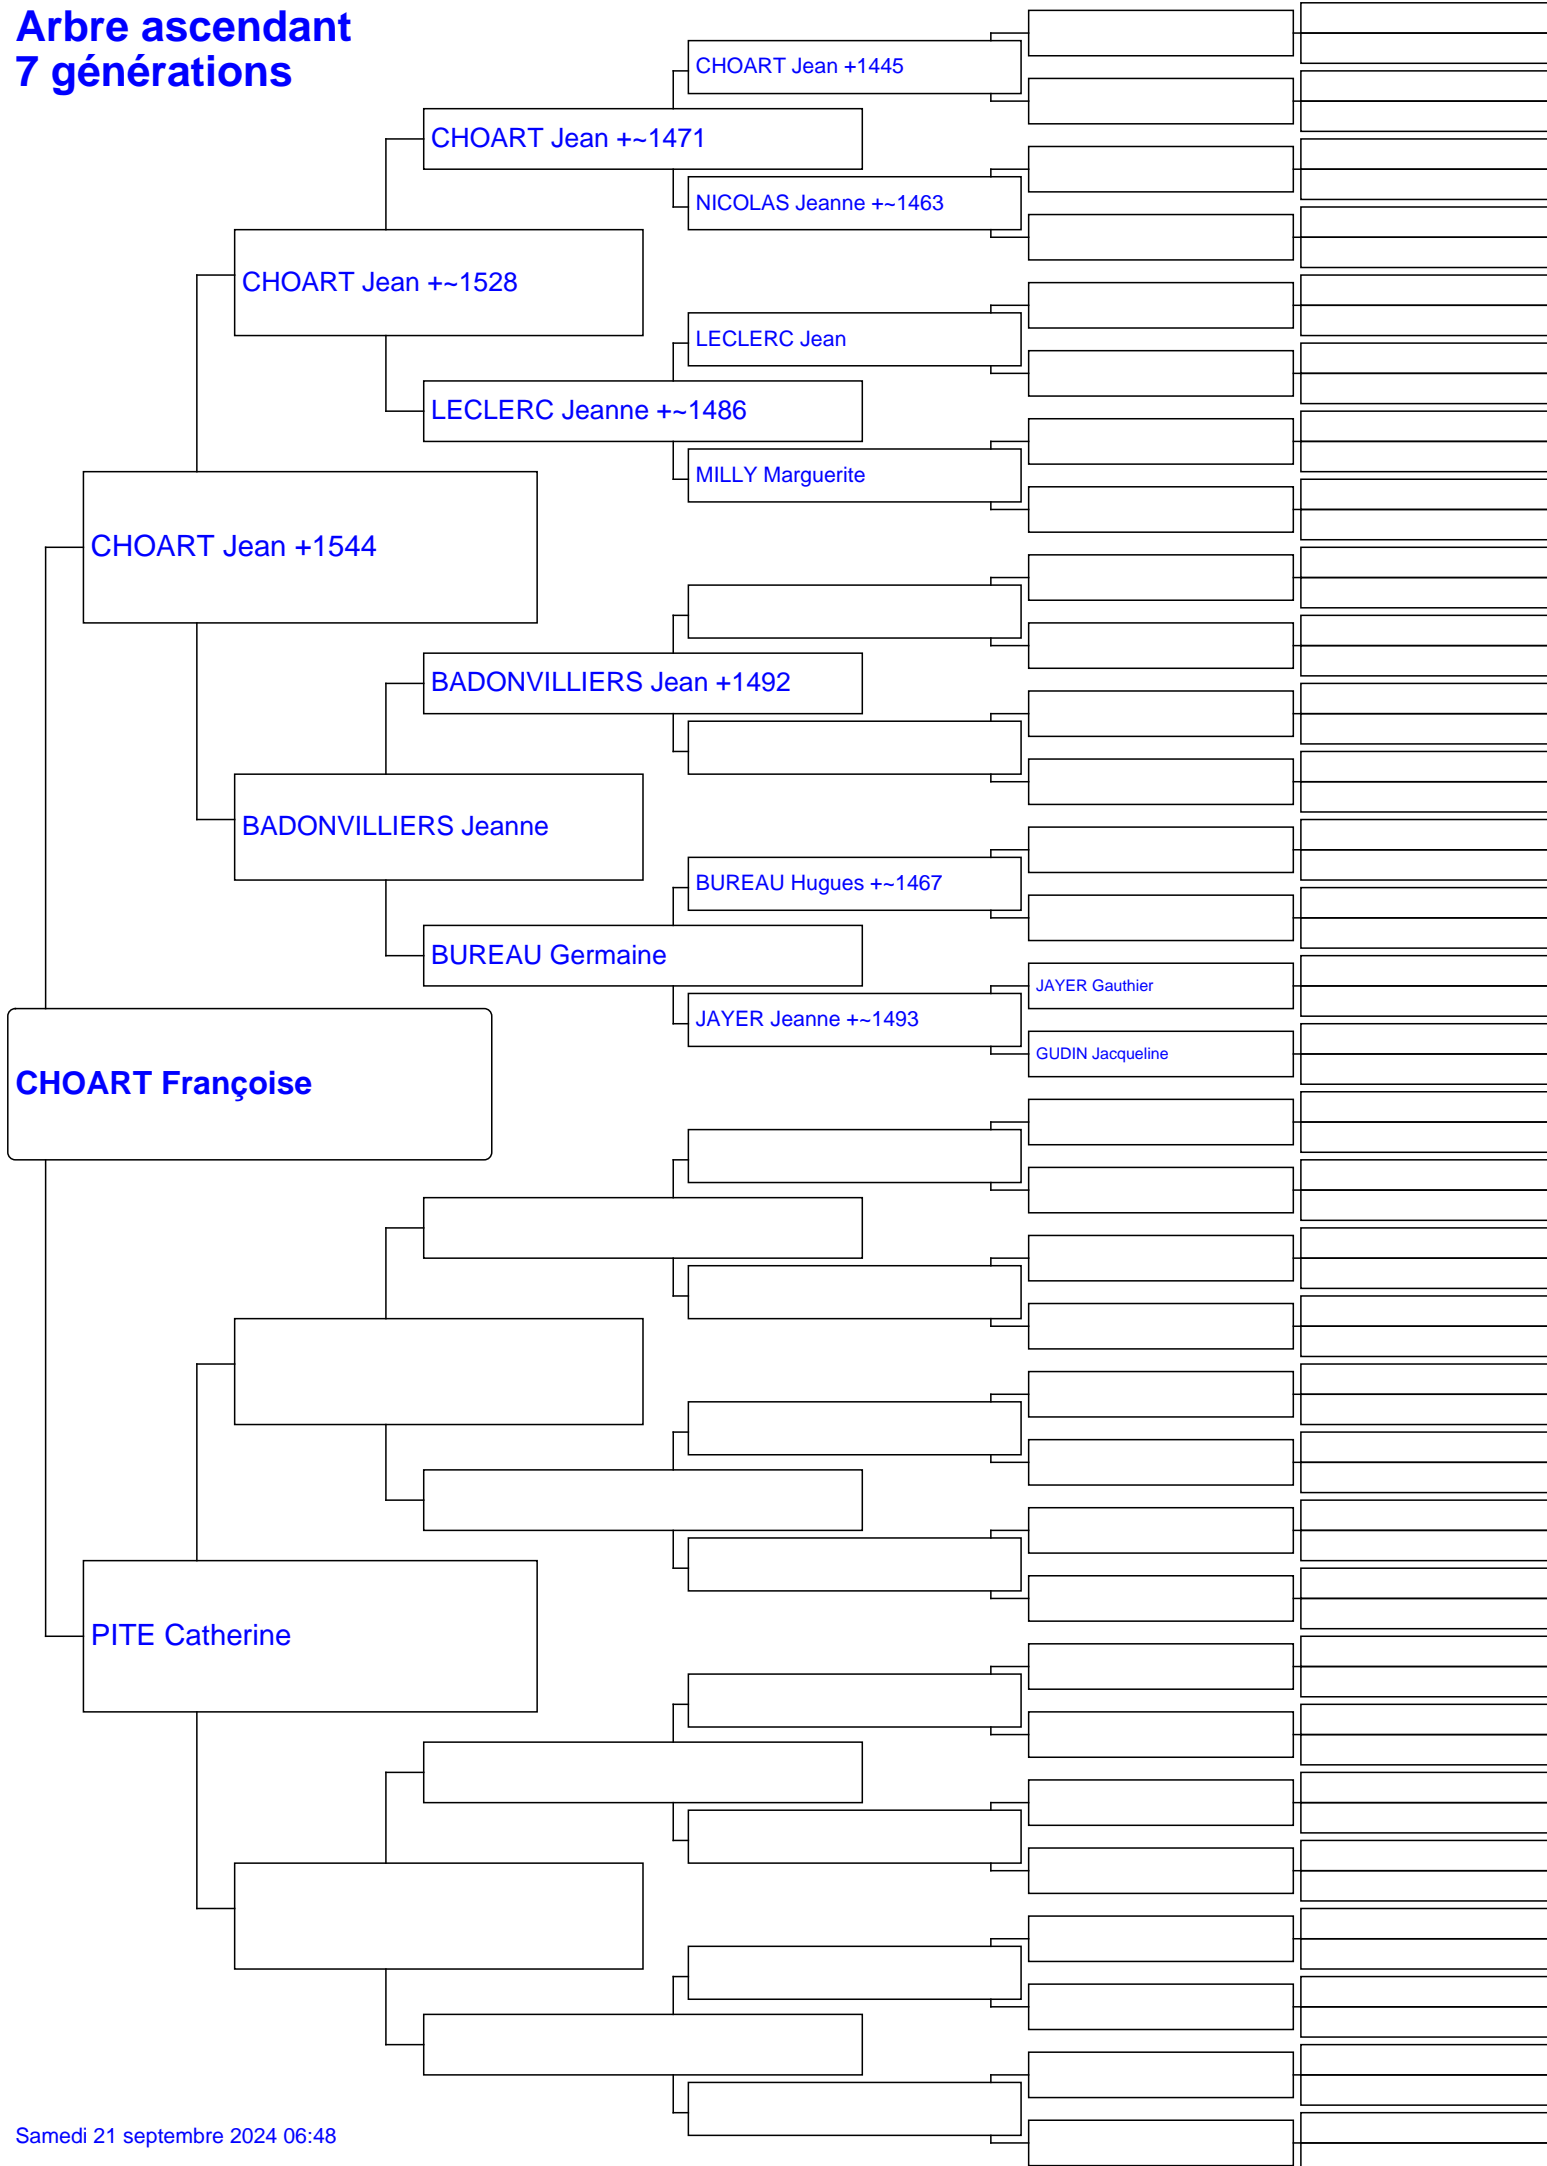 Arbre ascendant
7 générations
CHOART Jean +1445
CHOART Jean +~1471
NICOLAS Jeanne +~1463
CHOART Jean +~1528
LECLERC Jean
LECLERC Jeanne +~1486
MILLY Marguerite
CHOART Jean +1544
BADONVILLIERS Jean +1492
BADONVILLIERS Jeanne
BUREAU Hugues +~1467
BUREAU Germaine
JAYER Gauthier
JAYER Jeanne +~1493
GUDIN Jacqueline
CHOART Françoise
PITE Catherine
Samedi 21 septembre 2024 06:48